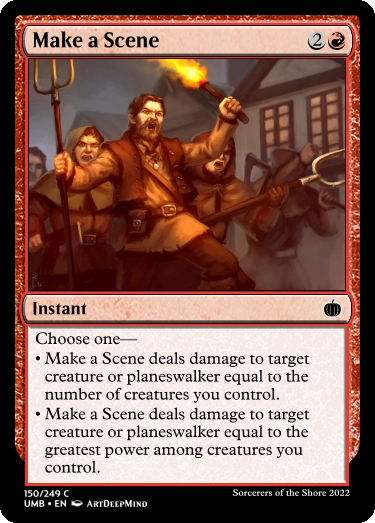 Make a Scene 2
Instant
Choose one—
• Make a Scene deals damage to target
creature or planeswalker equal to the
number of creatures you control.
• Make a Scene deals damage to target
creature or planeswalker equal to the
greatest power among creatures you
control.
150/249 C Sorcerers of the Shore 2022
UMB • EN ArtDeepMind